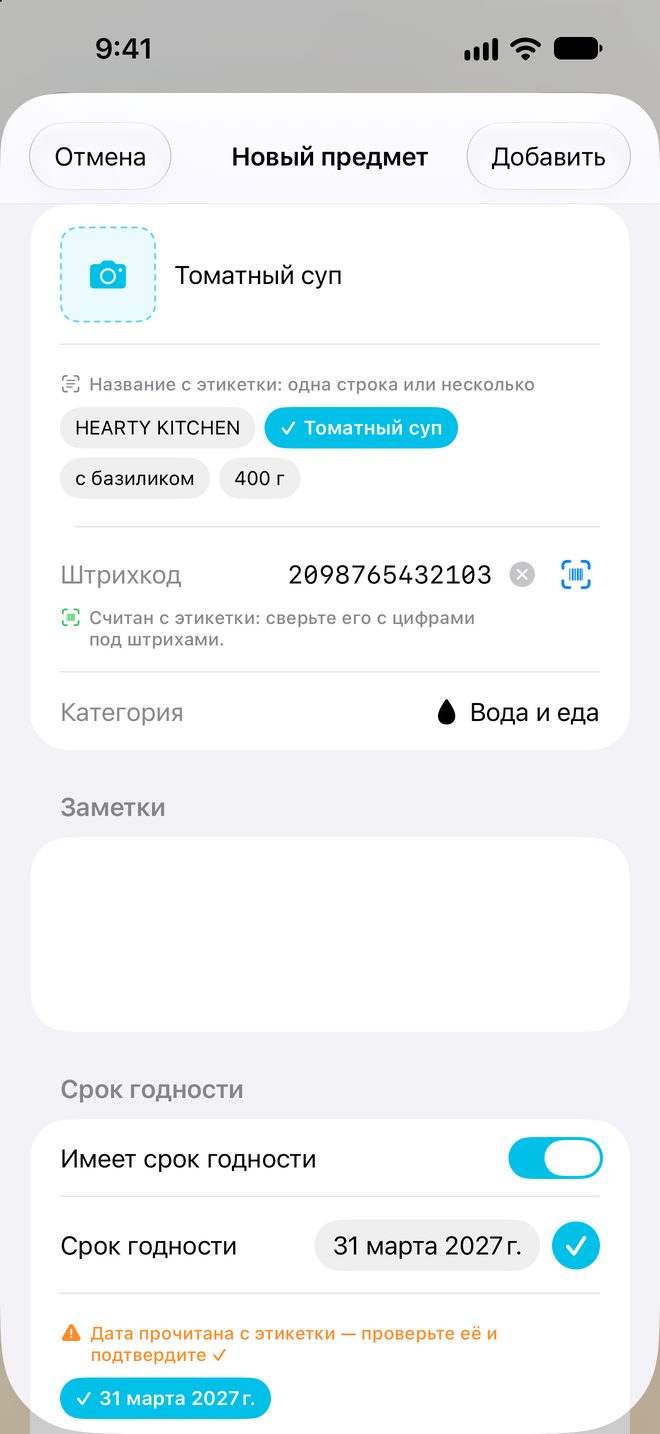 9:41
Отмена
Новый предмет
Добавить
Томатный суп
Название с этикетки: одна строка или несколько
HEARTY KITCHEN
✓ Томатный суп
с базиликом
400 г
Штрихкод
2098765432103
Считан с этикетки: сверьте его с цифрами
под штрихами.
Категория
Вода и еда
Заметки
Срок годности
Имеет срок годности
Срок годности
31 марта 2027 г.
Дата прочитана с этикетки — проверьте её и
подтвердите ✓
✓ 31 марта 2027 г.